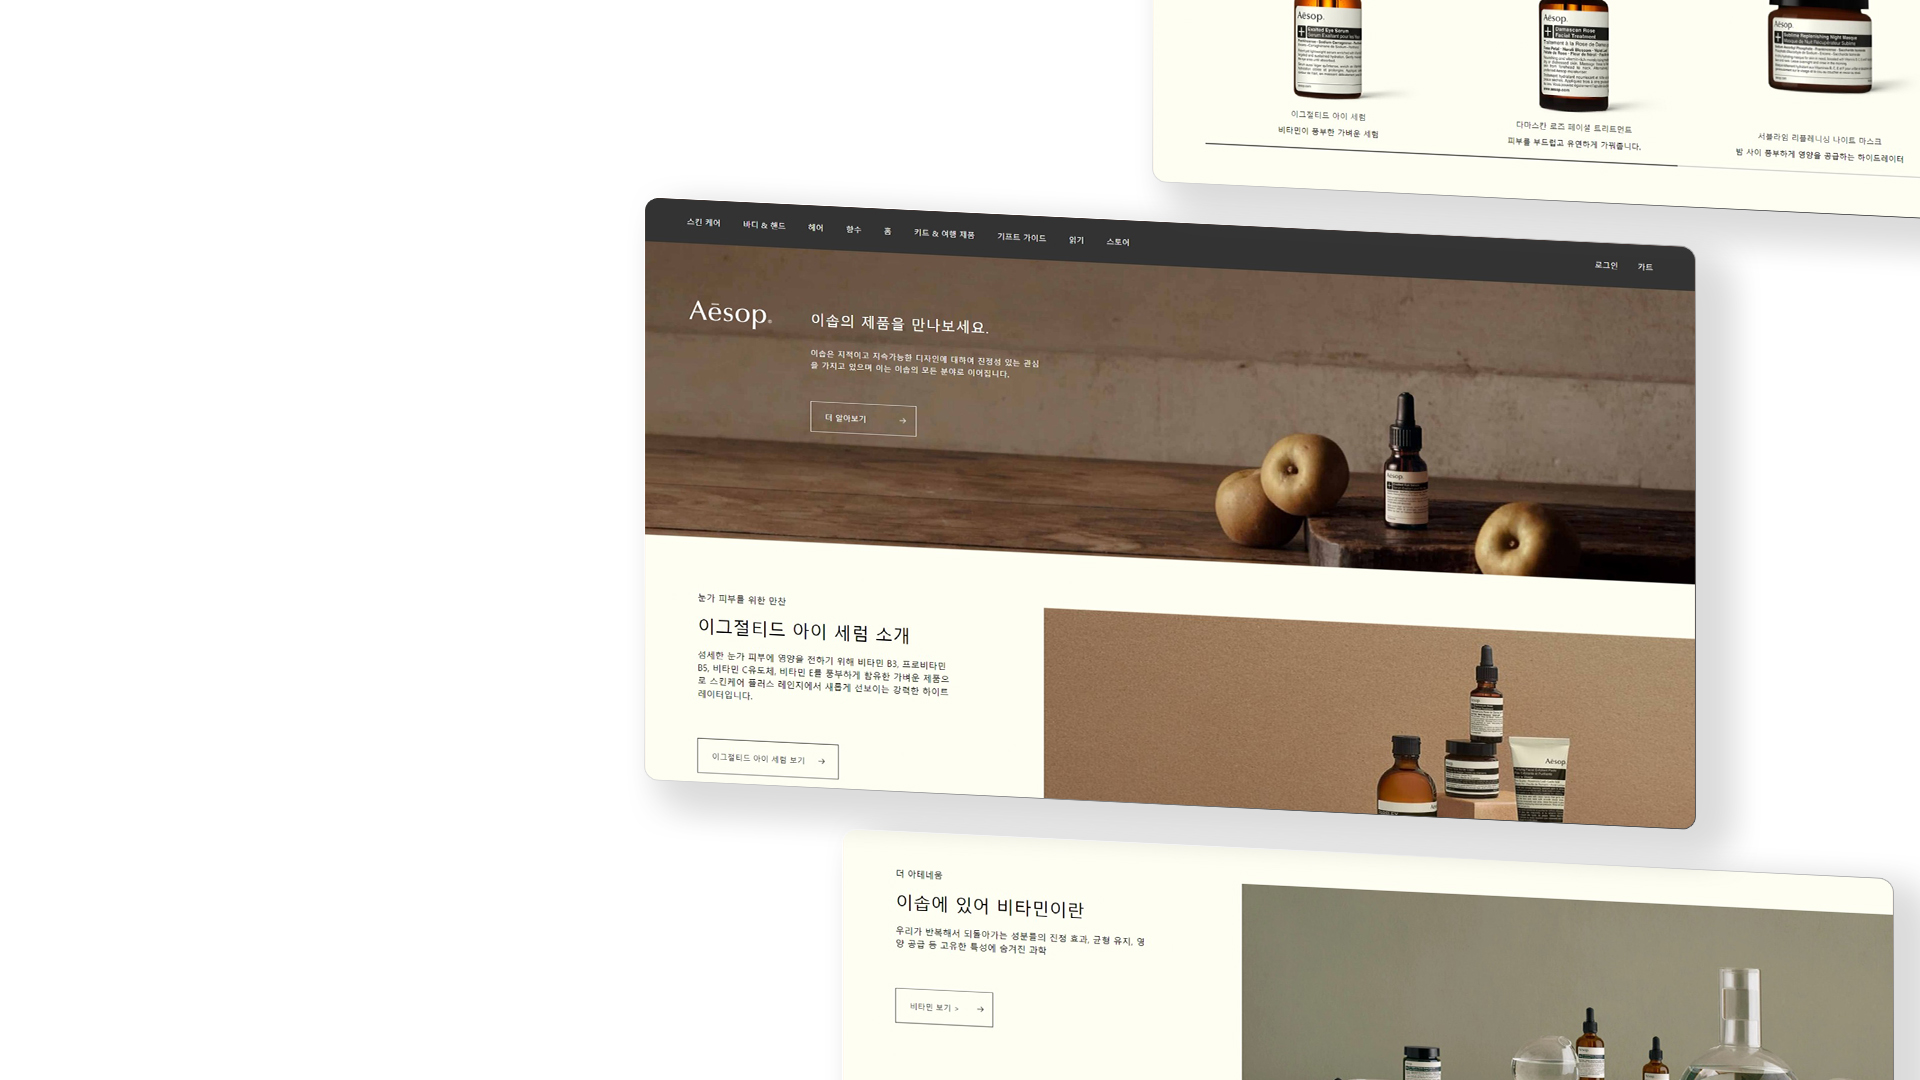 Aēsop.
Exalted Eye Serum
Aēsop.
Damascan Rose
Facial Treatment
Aēsop.
Sublime Replenishing Night Masque
이그절티드 아이 세럼
비타민이 풍부한 가벼운 세럼
다마스칸 로즈 페이셜 트리트먼트
피부를 부드럽고 유연하게 가꿔줍니다.
서블라임 리플레니싱 나이트 마스크
밤 사이 풍부하게 영양을 공급하는 하이드레이터
스킨 케어 바디 & 핸드 헤어 향수 홈 키트 & 여행 제품 기프트 가이드 읽기 스토어 로그인 카트
Aēsop.
이솝의 제품을 만나보세요.
이솝은 지적이고 지속가능한 디자인에 대하여 진정성 있는 관심
을 가지고 있으며 이는 이솝의 모든 분야로 이어집니다.
더 알아보기 →
Aēsop.
눈가 피부를 위한 만찬
이그절티드 아이 세럼 소개
섬세한 눈가 피부에 영양을 전하기 위해 비타민 B3, 프로비타민
B5, 비타민 C유도체, 비타민 E를 풍부하게 함유한 가벼운 제품으
로 스킨케어 플러스 레인지에서 새롭게 선보이는 강력한 하이드
레이터입니다.
이그절티드 아이 세럼 보기 →
Aēsop.
더 아테네움
이솝에 있어 비타민이란
우리가 반복해서 되돌아가는 성분들의 진정 효과, 균형 유지, 영
양 공급 등 고유한 특성에 숨겨진 과학
비타민 보기 > →